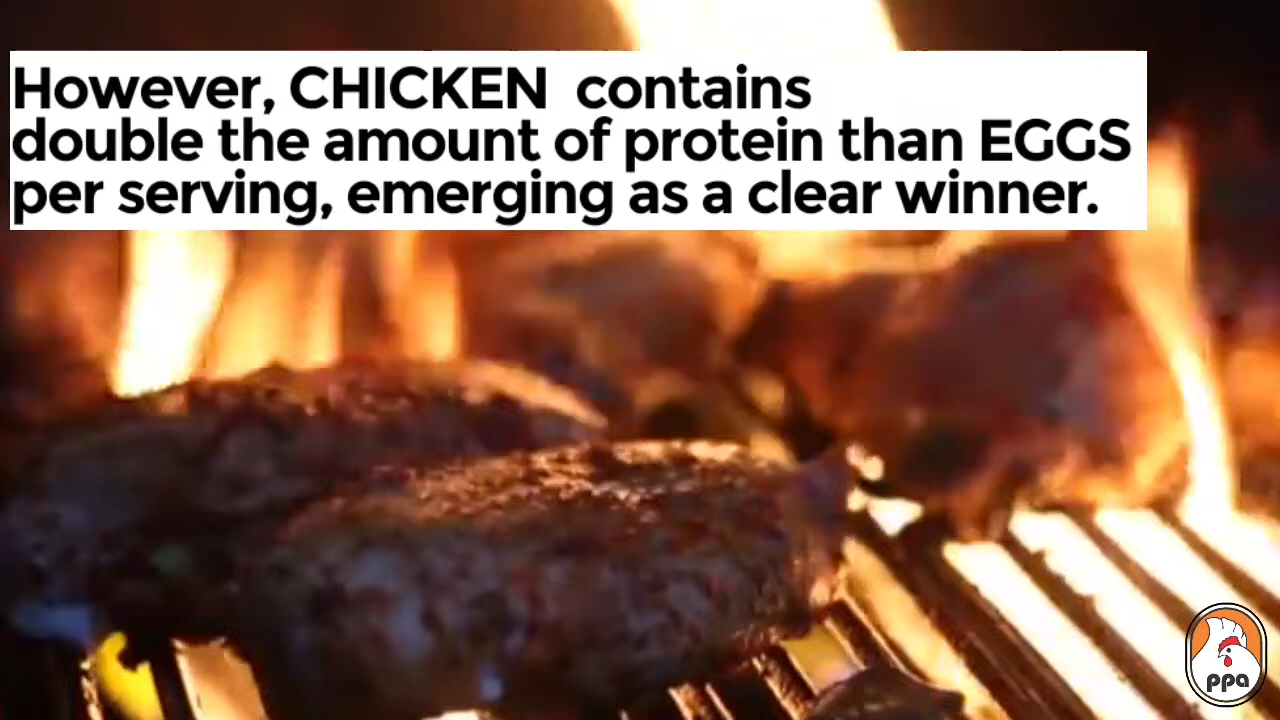 However, CHICKEN  contains
double the amount of protein than EGGS
per serving, emerging as a clear winner.
ppa